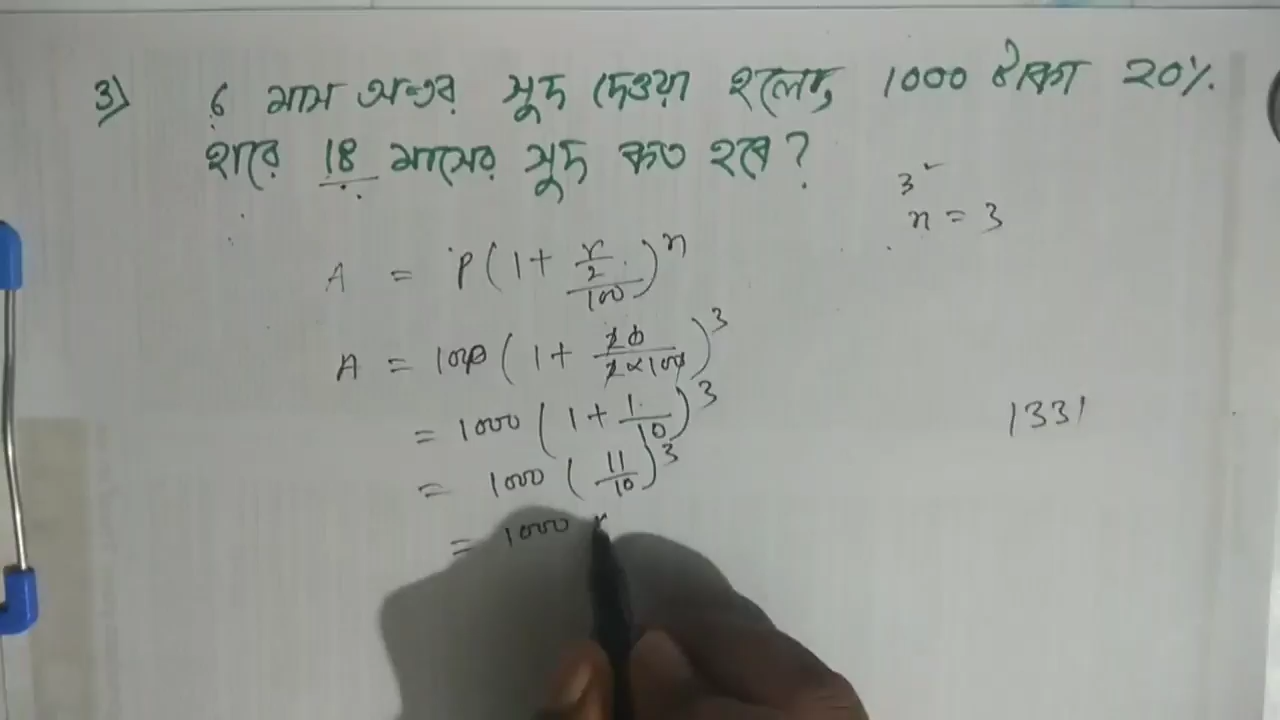 3) 6 মাস অন্তর সুদ দেওয়া হলে, 1000 টাকা 20%.
হারে 18 মাসের সুদ কত হবে?
3
n = 3
A = P(1 + r/2/100)^n
A = 1000(1 + 20/2×100)^3
= 1000(1 + 1/10)^3
1331
= 1000(11/10)^3
= 1000